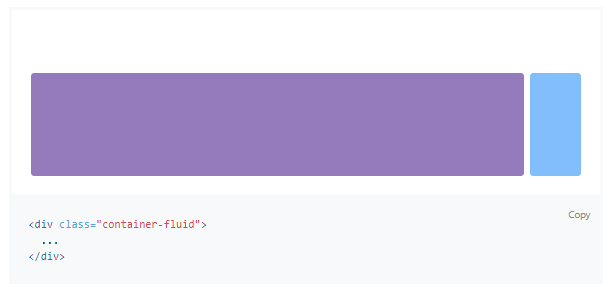 Copy
<div class="container-fluid">
...
</div>